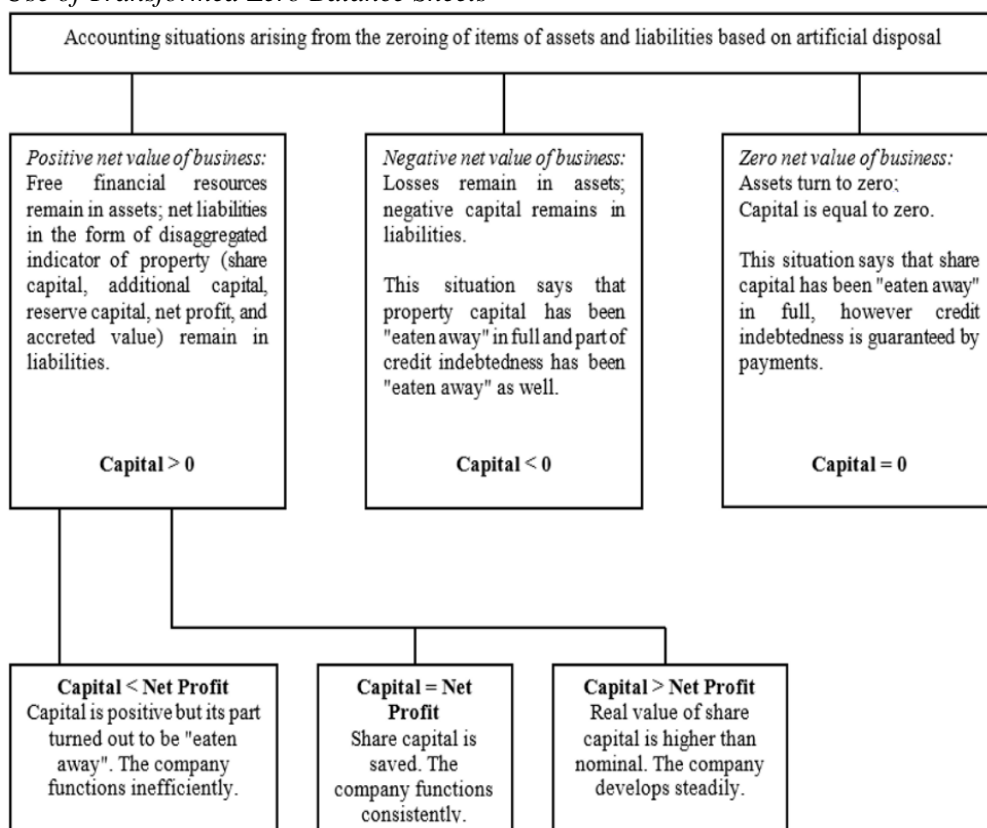 Use of Transformed Zero Balance Sheets
Accounting situations arising from the zeroing of items of assets and liabilities based on artificial disposal
Positive net value of business:
Free financial resources
remain in assets; net liabilities
in the form of disaggregated
indicator of property (share
capital, additional capital,
reserve capital, net profit, and
accreted value) remain in
liabilities.
Capital > 0
Negative net value of business:
Losses remain in assets;
negative capital remains in
liabilities.
This situation says that
property capital has been
"eaten away" in full and part of
credit indebtedness has been
"eaten away" as well.
Capital < 0
Zero net value of business:
Assets turn to zero;
Capital is equal to zero.
This situation says that share
capital has been "eaten away"
in full, however credit
indebtedness is guaranteed by
payments.
Capital = 0
Capital < Net Profit
Capital is positive but its part
turned out to be "eaten
away". The company
functions inefficiently.
Capital = Net
Profit
Share capital is
saved. The
company functions
consistently.
Capital > Net Profit
Real value of share
capital is higher than
nominal. The company
develops steadily.